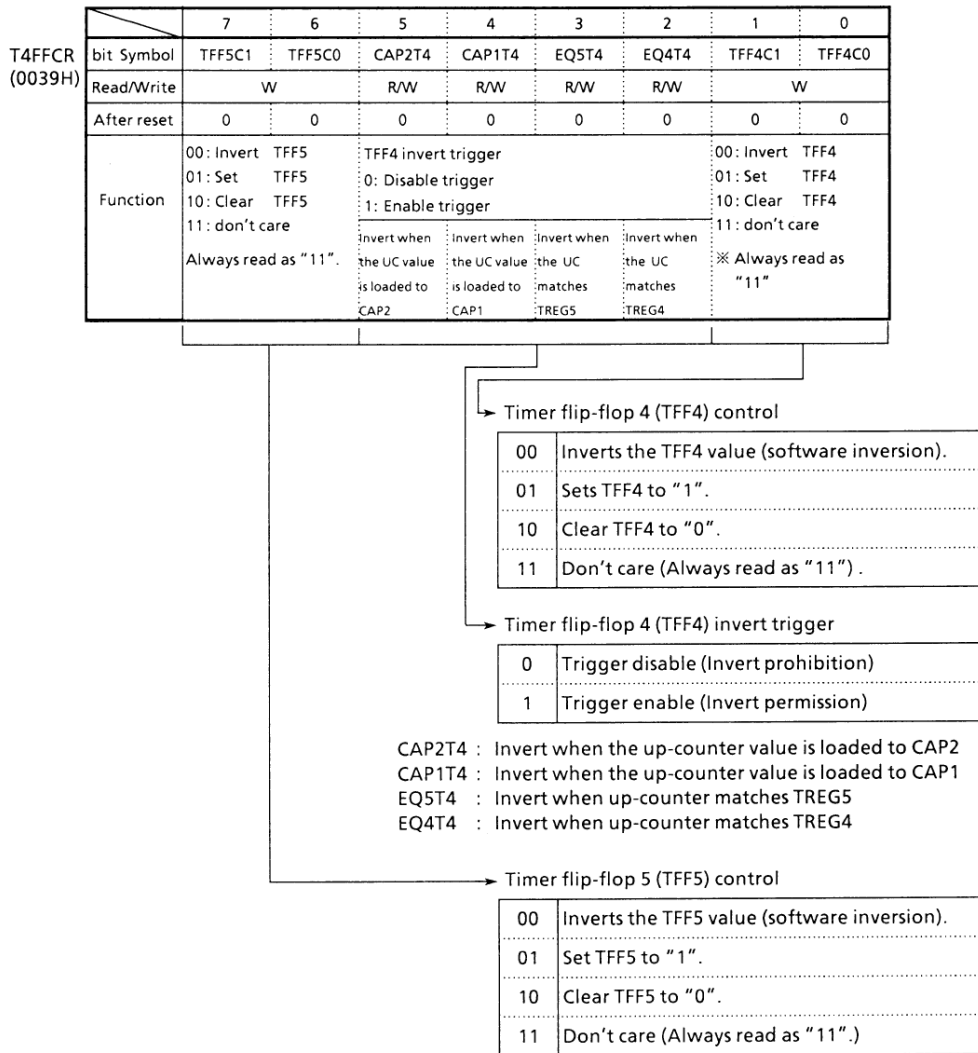 7 6 5 4 3 2 1 0
T4FFCR
(0039H)
bit Symbol TFF5C1 TFF5C0 CAP2T4 CAP1T4 EQ5T4 EQ4T4 TFF4C1 TFF4C0
Read/Write W R/W R/W R/W R/W W
After reset 0 0 0 0 0 0 0 0
Function
00 : Invert TFF5
01 : Set TFF5
10 : Clear TFF5
11 : don't care
Always read as "11".
TFF4 invert trigger
0: Disable trigger
1: Enable trigger
Invert when
the UC value
is loaded to
CAP2
Invert when
the UC value
is loaded to
CAP1
Invert when
the UC
matches
TREG5
Invert when
the UC
matches
TREG4
00 : Invert TFF4
01 : Set TFF4
10 : Clear TFF4
11 : don't care
※ Always read as
"11"
Timer flip-flop 4 (TFF4) control
00 Inverts the TFF4 value (software inversion).
01 Sets TFF4 to "1".
10 Clear TFF4 to "0".
11 Don't care (Always read as "11") .
Timer flip-flop 4 (TFF4) invert trigger
0 Trigger disable (Invert prohibition)
1 Trigger enable (Invert permission)
CAP2T4 : Invert when the up-counter value is loaded to CAP2
CAP1T4 : Invert when the up-counter value is loaded to CAP1
EQ5T4 : Invert when up-counter matches TREG5
EQ4T4 : Invert when up-counter matches TREG4
Timer flip-flop 5 (TFF5) control
00 Inverts the TFF5 value (software inversion).
01 Set TFF5 to "1".
10 Clear TFF5 to "0".
11 Don't care (Always read as "11".)